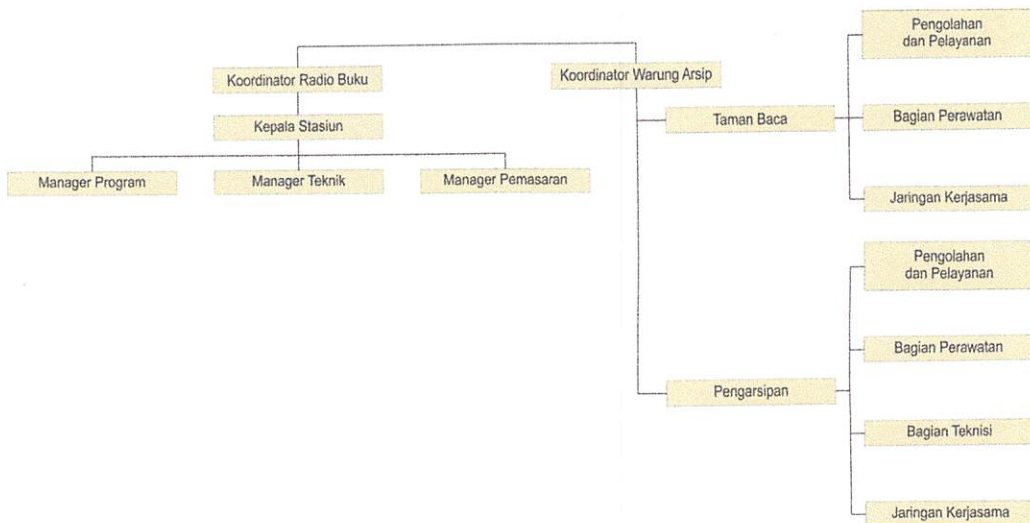 Pengolahan
dan Pelayanan
Koordinator Radio Buku
Koordinator Warung Arsip
Kepala Stasiun
Taman Baca
Bagian Perawatan
Manager Program
Manager Teknik
Manager Pemasaran
Jaringan Kerjasama
Pengolahan
dan Pelayanan
Bagian Perawatan
Pengarsipan
Bagian Teknisi
Jaringan Kerjasama